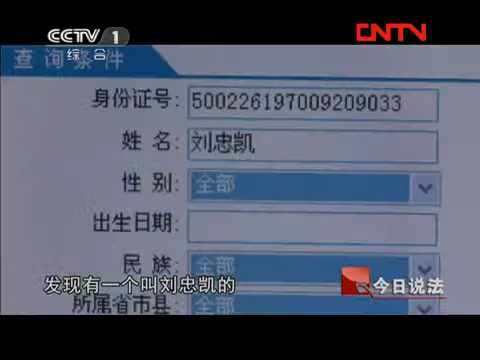 CCTV 1
综合
CNTV
查询条件
身份证号: 500226197009209033
姓名: 刘忠凯
性别: 全部
出生日期:
民族: 全部
发现有一个叫刘忠凯的
今日说法
所属省市县: 全部